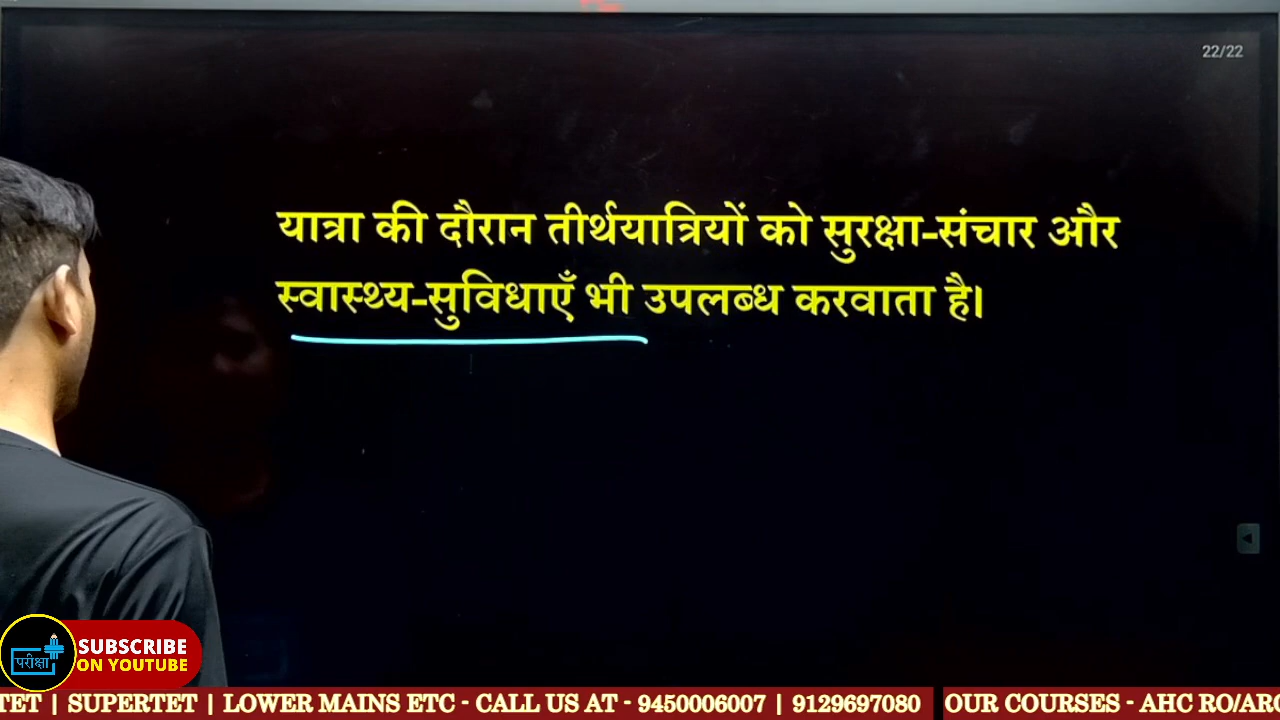 22/22
यात्रा की दौरान तीर्थयात्रियों को सुरक्षा-संचार और
स्वास्थ्य-सुविधाएँ भी उपलब्ध करवाता है।
परीक्षा
SUBSCRIBE
ON YOUTUBE
TET | SUPERTET | LOWER MAINS ETC - CALL US AT - 9450006007 | 9129697080 OUR COURSES - AHC RO/ARO